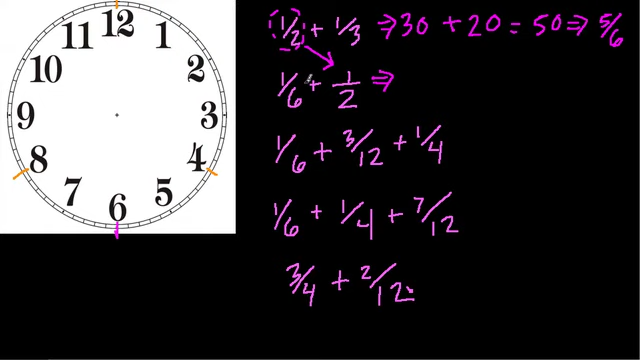 12
11 1
10 2
9 3
8 4
7 5
6
1/2 + 1/3 ⇒ 30 + 20 = 50 ⇒ 5/6
1/6 + 1/2 ⇒
1/6 + 3/12 + 1/4
1/6 + 1/4 + 7/12
3/4 + 2/12